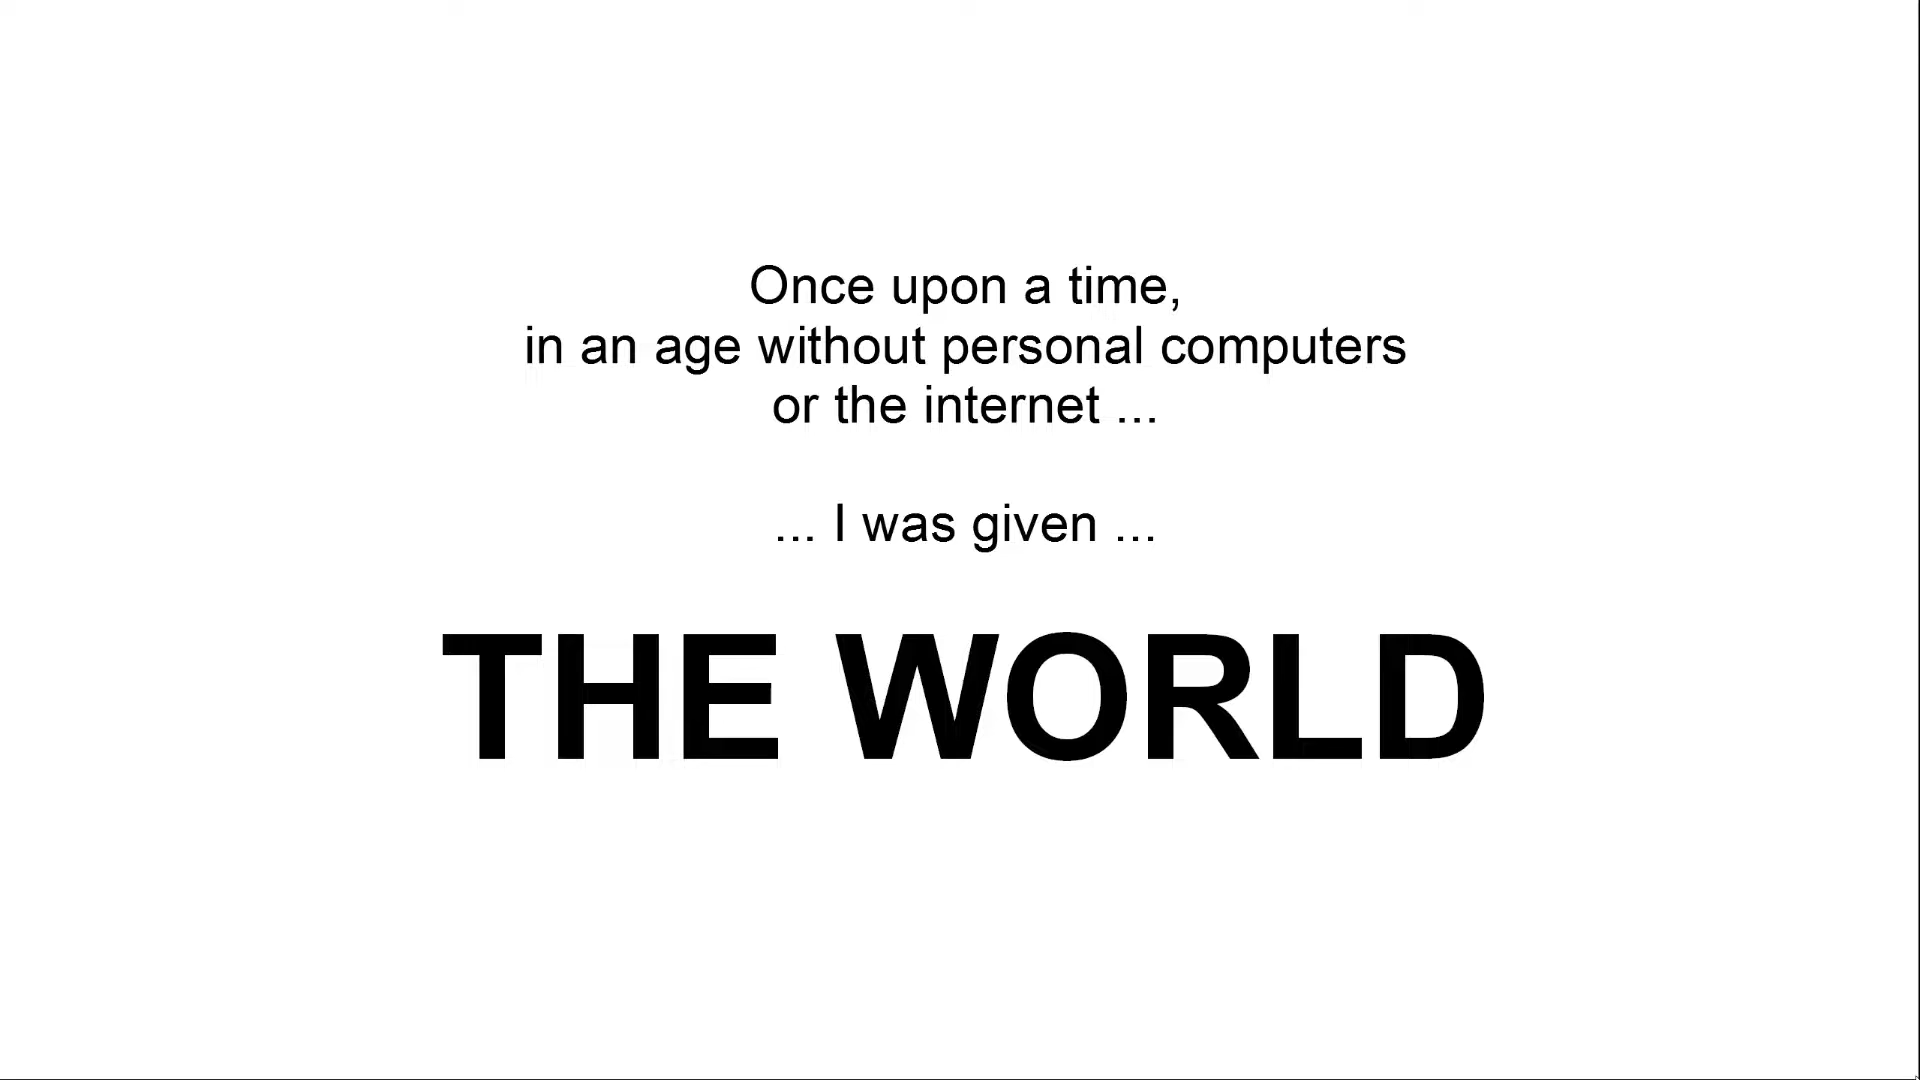 Once upon a time,
in an age without personal computers
or the internet ...
... I was given ...
THE WORLD